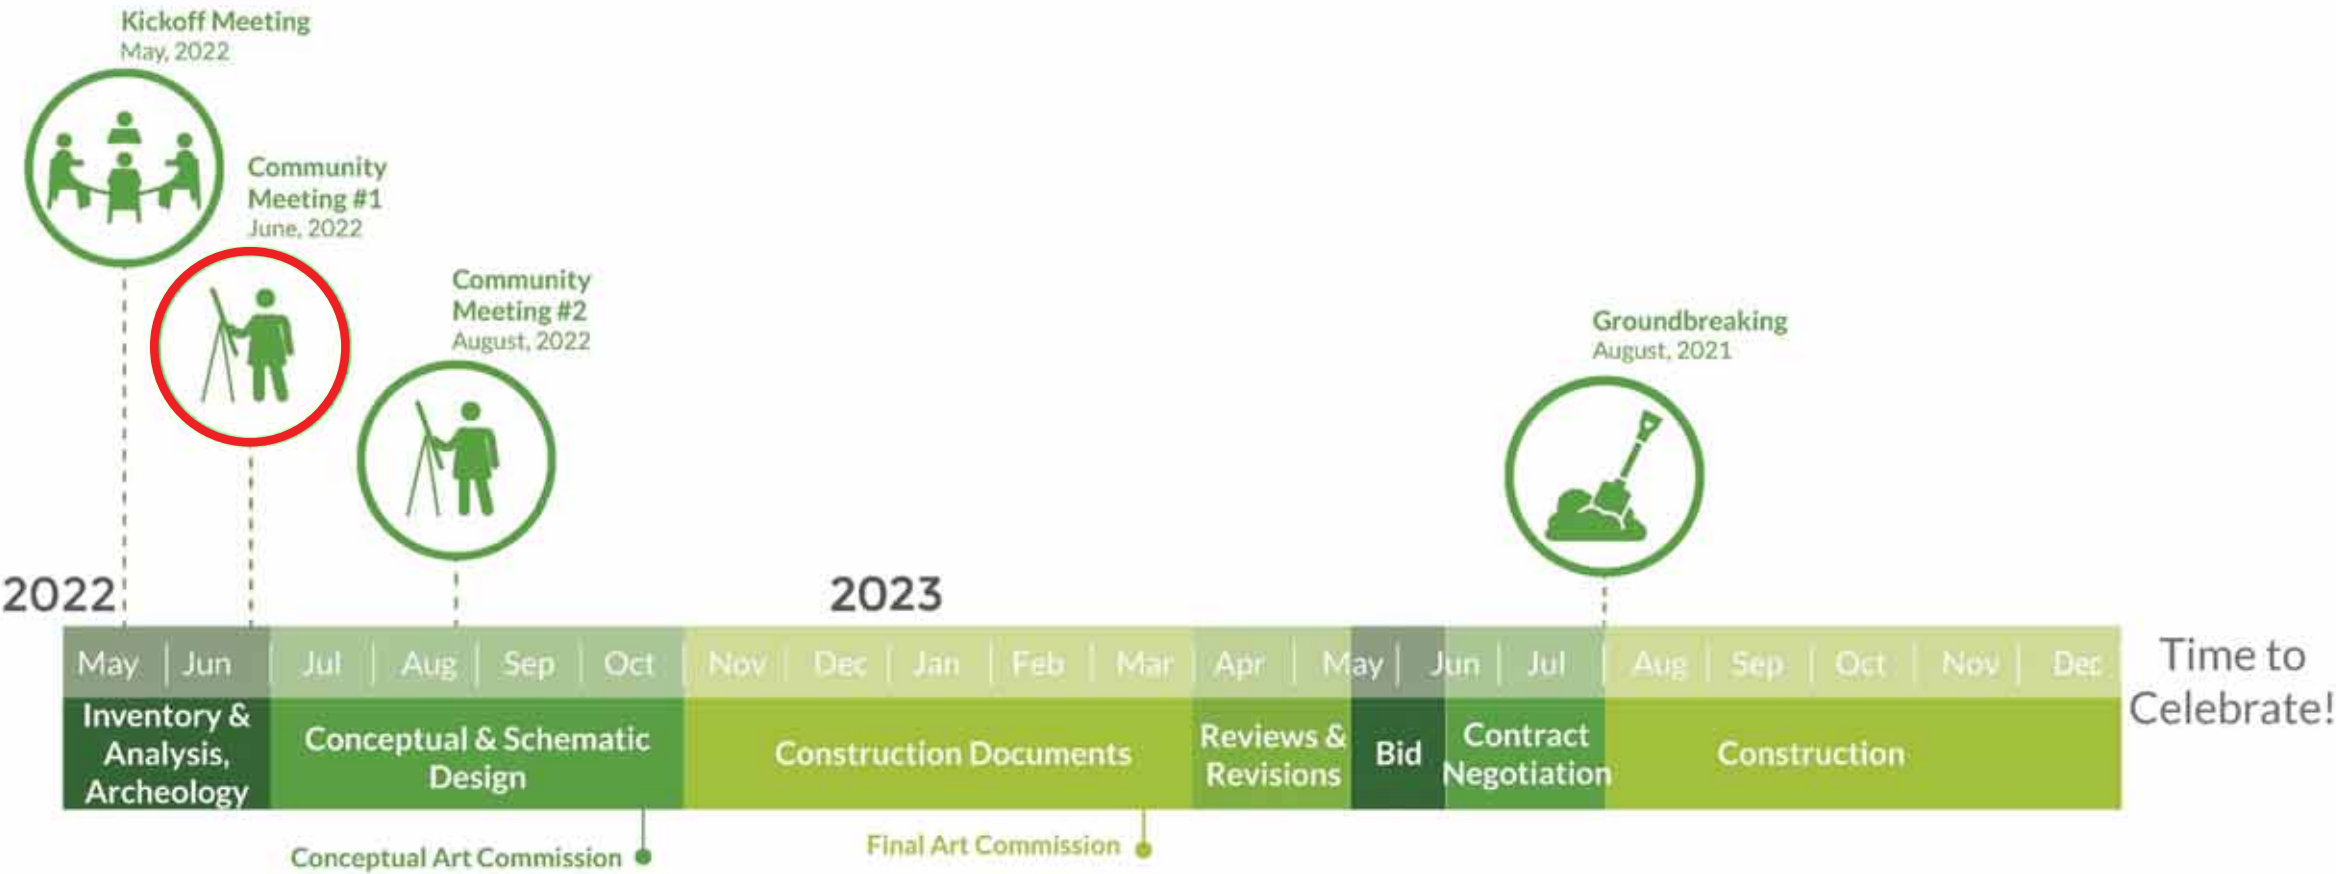 Kickoff Meeting
May, 2022
Community
Meeting #1
June, 2022
Community
Meeting #2
August, 2022
Groundbreaking
August, 2021
2022
2023
May Jun Jul Aug Sep Oct Nov Dec Jan Feb Mar Apr May Jun Jul Aug Sep Oct Nov Dec
Time to
Celebrate!
Inventory &
Analysis,
Archeology
Conceptual & Schematic
Design
Construction Documents
Reviews &
Revisions
Bid
Contract
Negotiation
Construction
Conceptual Art Commission
Final Art Commission